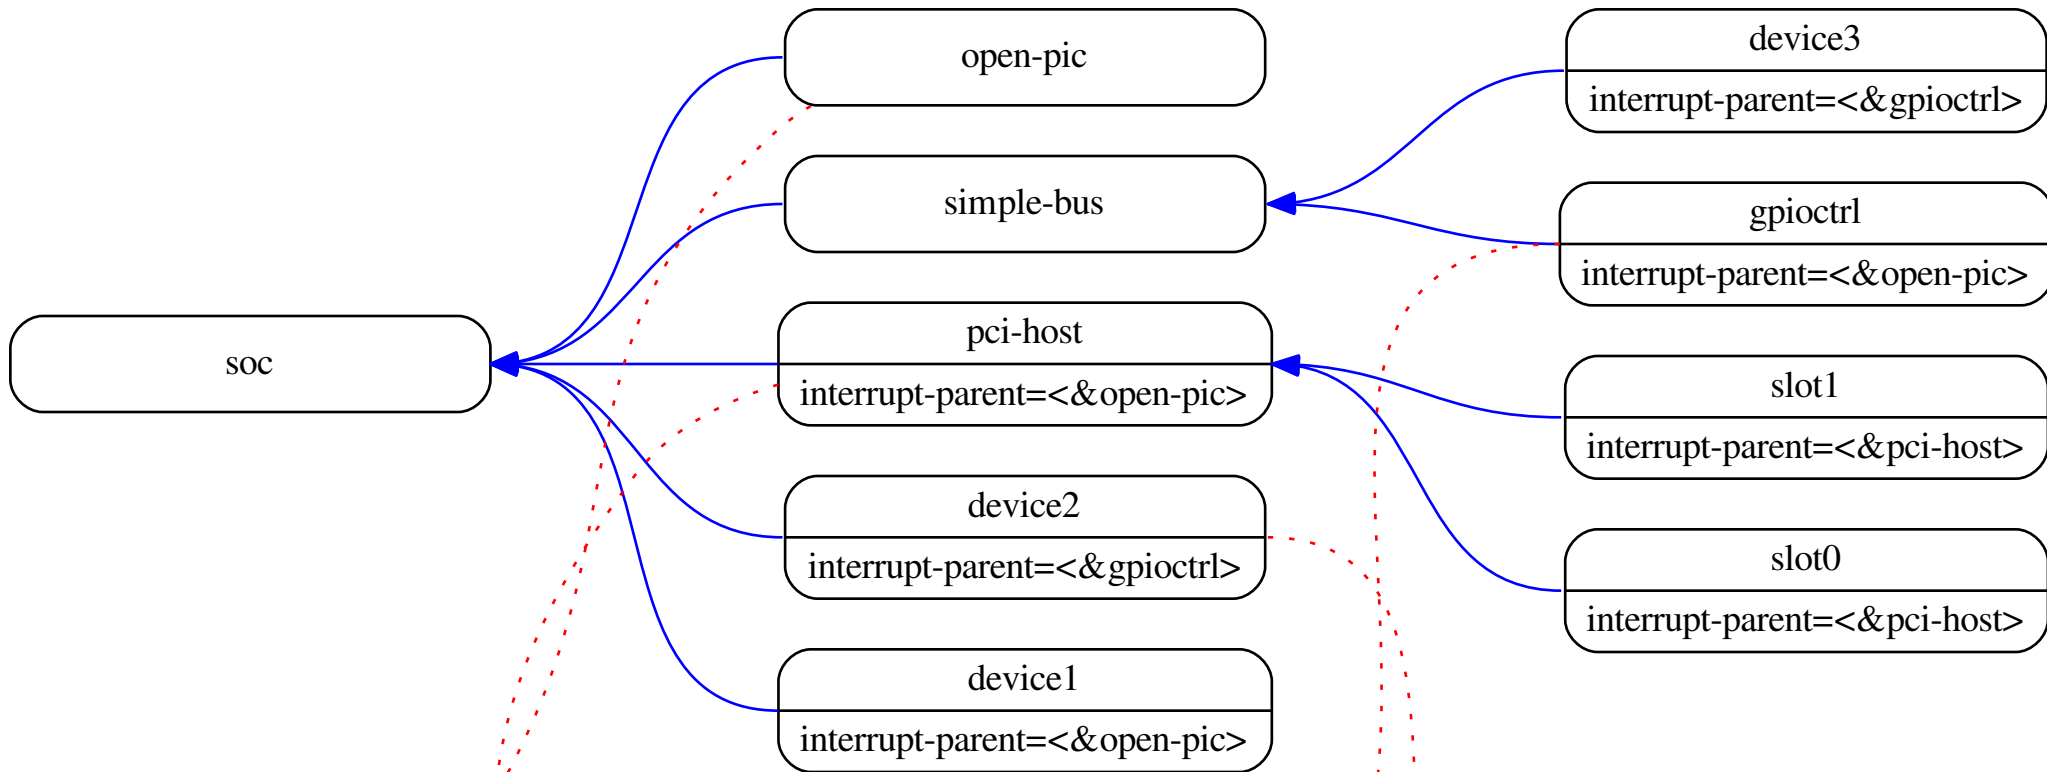 soc
open-pic
simple-bus
pci-host
interrupt-parent=<&open-pic>
device2
interrupt-parent=<&gpioctrl>
device1
interrupt-parent=<&open-pic>
device3
interrupt-parent=<&gpioctrl>
gpioctrl
interrupt-parent=<&open-pic>
slot1
interrupt-parent=<&pci-host>
slot0
interrupt-parent=<&pci-host>